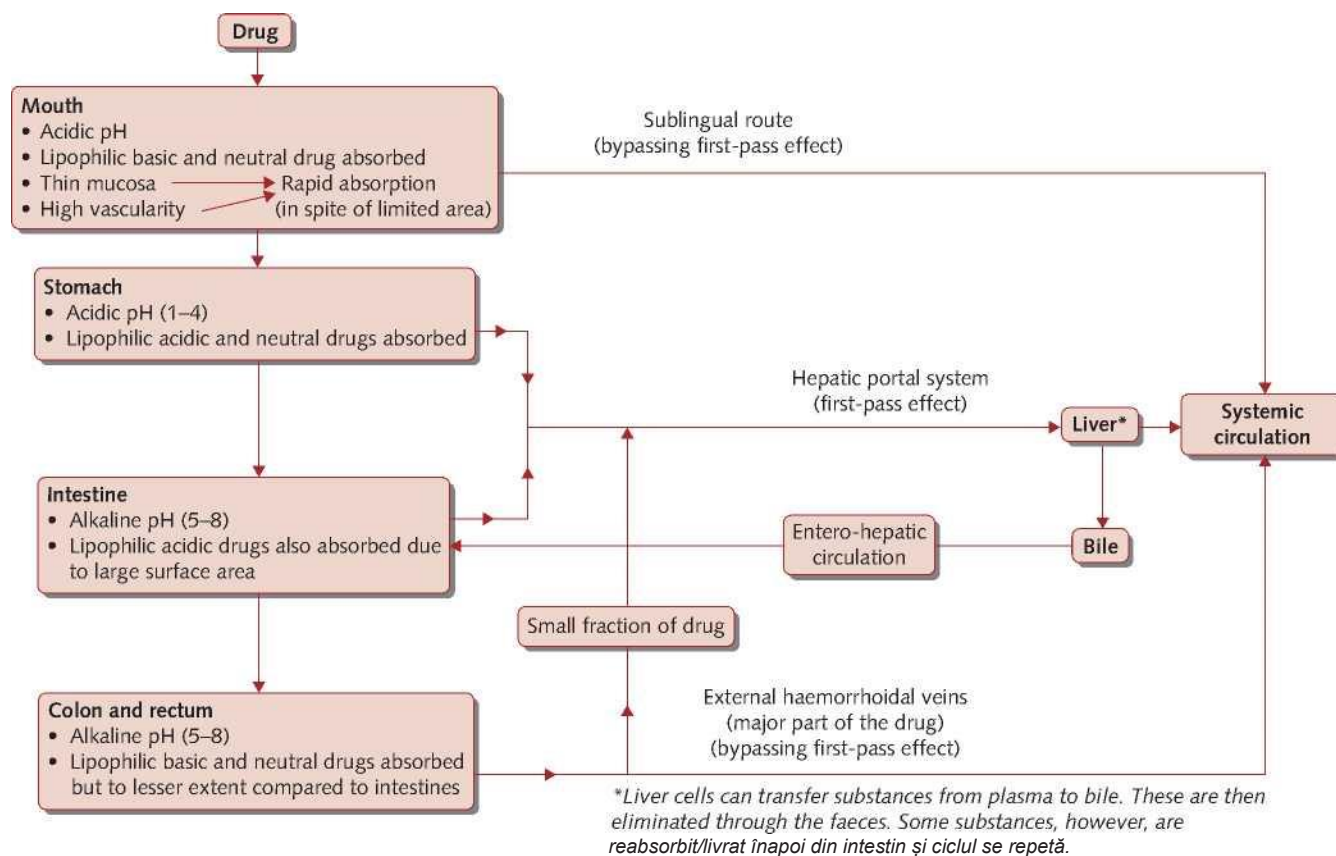 Drug
Mouth
• Acidic pH
• Lipophilic basic and neutral drug absorbed
• Thin mucosa Rapid absorption
• High vascularity (in spite of limited area)
Sublingual route
(bypassing first-pass effect)
Stomach
• Acidic pH (1–4)
• Lipophilic acidic and neutral drugs absorbed
Hepatic portal system
(first-pass effect)
Liver*
Systemic
circulation
Intestine
• Alkaline pH (5–8)
• Lipophilic acidic drugs also absorbed due
to large surface area
Entero-hepatic
circulation
Bile
Small fraction of drug
Colon and rectum
• Alkaline pH (5–8)
• Lipophilic basic and neutral drugs absorbed
but to lesser extent compared to intestines
External haemorrhoidal veins
(major part of the drug)
(bypassing first-pass effect)
*Liver cells can transfer substances from plasma to bile. These are then
eliminated through the faeces. Some substances, however, are
reabsorbit/livrat înapoi din intestin și ciclul se repetă.